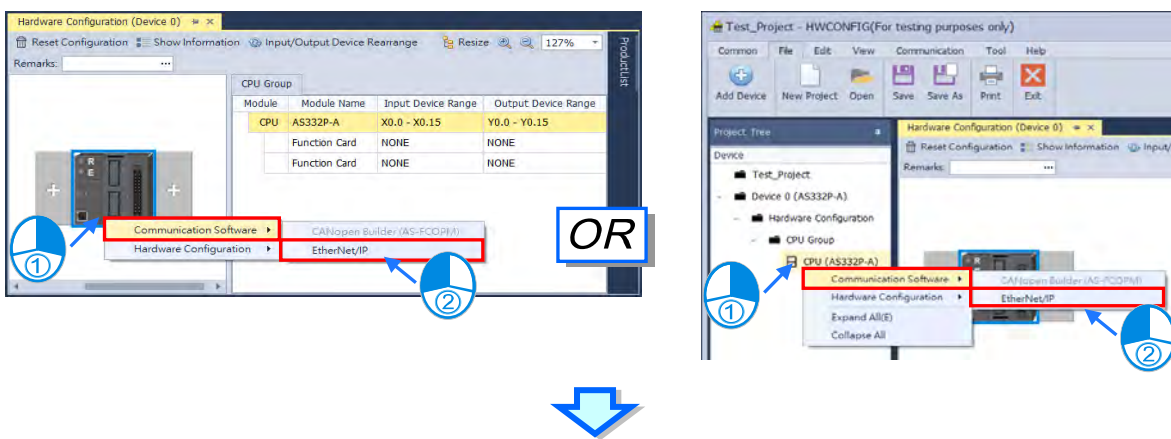 Hardware Configuration (Device 0)
Reset Configuration Show Information Input/Output Device Rearrange Resize 127%
Remarks: ...
ProductList
CPU Group
Module Module Name Input Device Range Output Device Range
CPU AS332P-A X0.0 - X0.15 Y0.0 - Y0.15
Function Card NONE NONE
Function Card NONE NONE
R
E
Communication Software
Hardware Configuration
CANopen Builder (AS-FCOPM)
EtherNet/IP
1
2
OR
Test_Project - HWCONFIG(For testing purposes only)
Common File Edit View Communication Tool Help
Add Device New Project Open Save Save As Print Exit
Project Tree
Device
Test_Project
Device 0 (AS332P-A)
Hardware Configuration
CPU Group
CPU (AS332P-A)
Hardware Configuration (Device 0)
Reset Configuration Show Information Input/
Remarks: ...
R
Communication Software
Hardware Configuration
Expand All(E)
Collapse All
CANopen Builder (AS-FCOPM)
EtherNet/IP
1
2